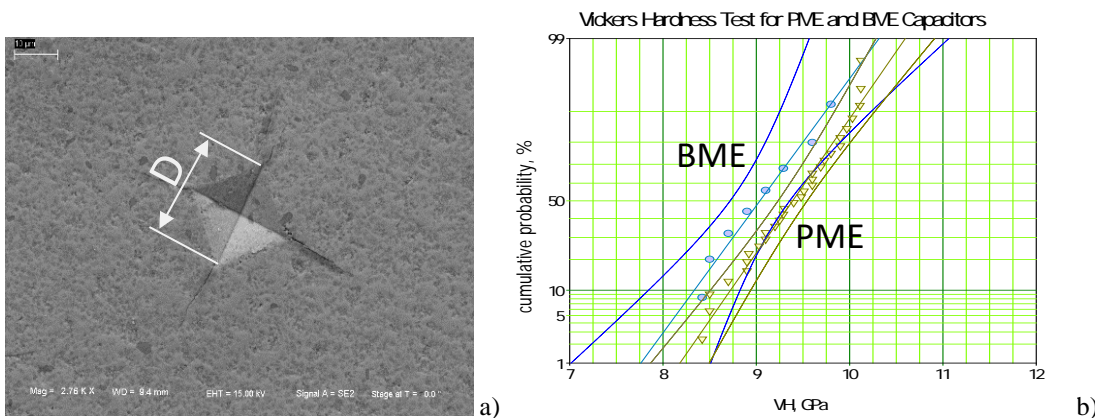 10 µm
D
Mag = 2.76 K X WD = 9.4 mm EHT = 15.00 kV Signal A = SE2 Stage at T = 0.0 °
a)
Vickers Hardness Test for PME and BME Capacitors
cumulative probability, %
99
50
10
5
1
BME
PME
7 8 9 10 11 12
VH, GPa
b)